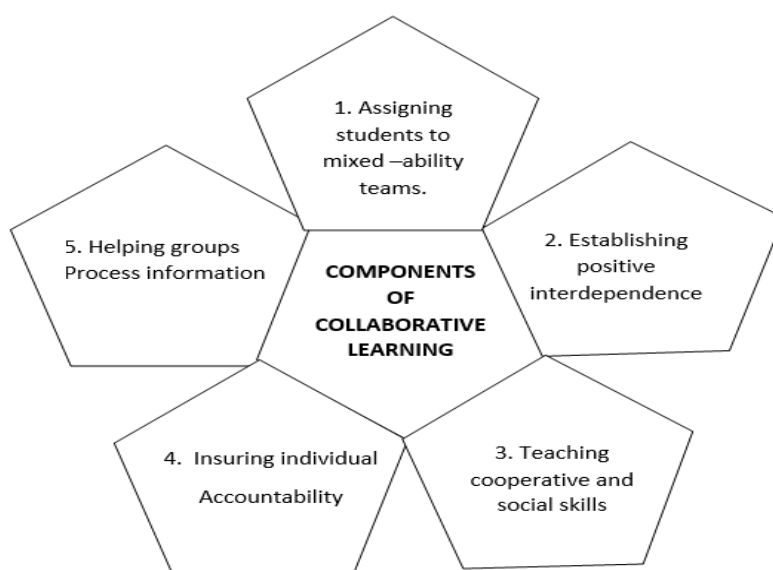 1. Assigning
students to
mixed –ability
teams.
2. Establishing
positive
interdependence
3. Teaching
cooperative and
social skills
4. Insuring individual
Accountability
5. Helping groups
Process information
COMPONENTS
OF
COLLABORATIVE
LEARNING